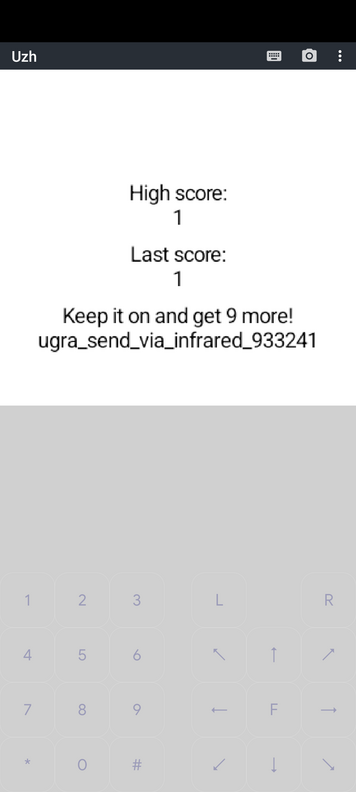 Uzh
High score:
1
Last score:
1
Keep it on and get 9 more!
ugra_send_via_infrared_933241
1 2 3 L R
4 5 6 ↖ ↑ ↗
7 8 9 ← F →
* 0 # ↙ ↓ ↘